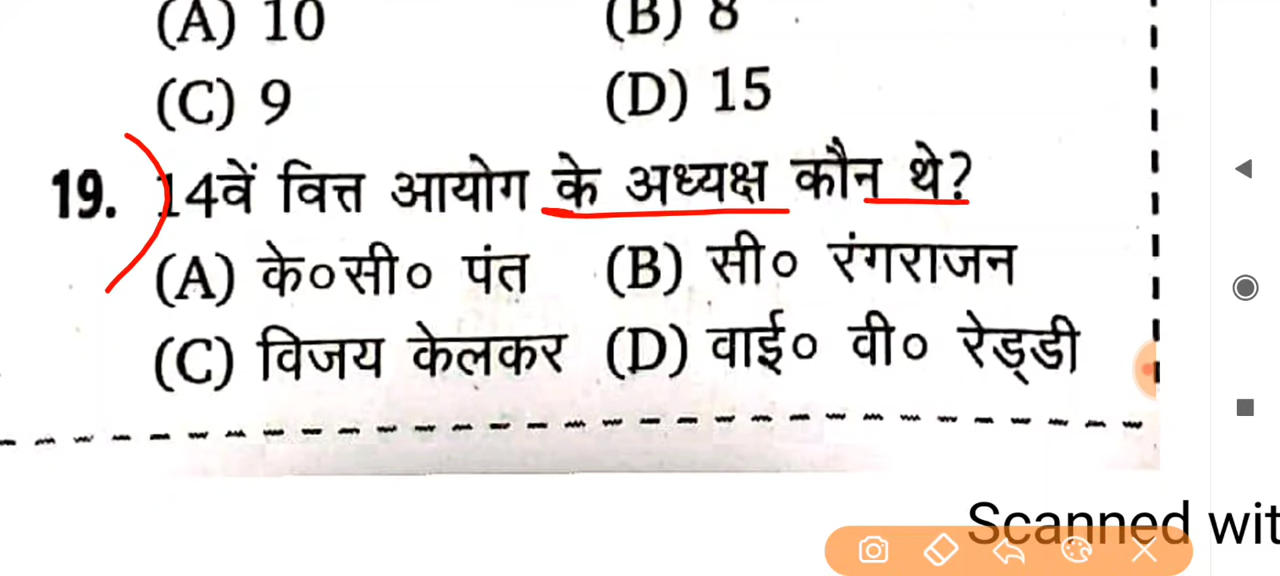 (A) 10 (B) 8
(C) 9 (D) 15
19. 14वें वित्त आयोग के अध्यक्ष कौन थे?
(A) के०सी० पंत (B) सी० रंगराजन
(C) विजय केलकर (D) वाई० वी० रेड्डी
Scanned wit